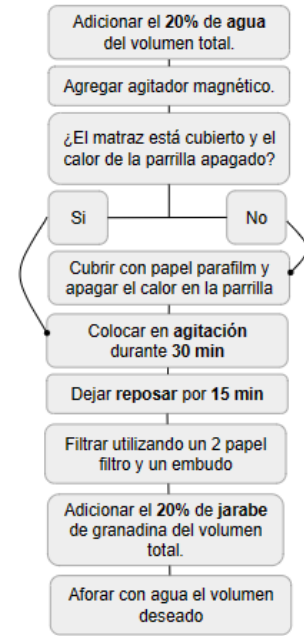 Adicionar el 20% de agua
del volumen total.
Agregar agitador magnético.
¿El matraz está cubierto y el
calor de la parrilla apagado?
Si
No
Cubrir con papel parafilm y
apagar el calor en la parrilla
Colocar en agitación
durante 30 min
Dejar reposar por 15 min
Filtrar utilizando un 2 papel
filtro y un embudo
Adicionar el 20% de jarabe
de granadina del volumen
total.
Aforar con agua el volumen
deseado